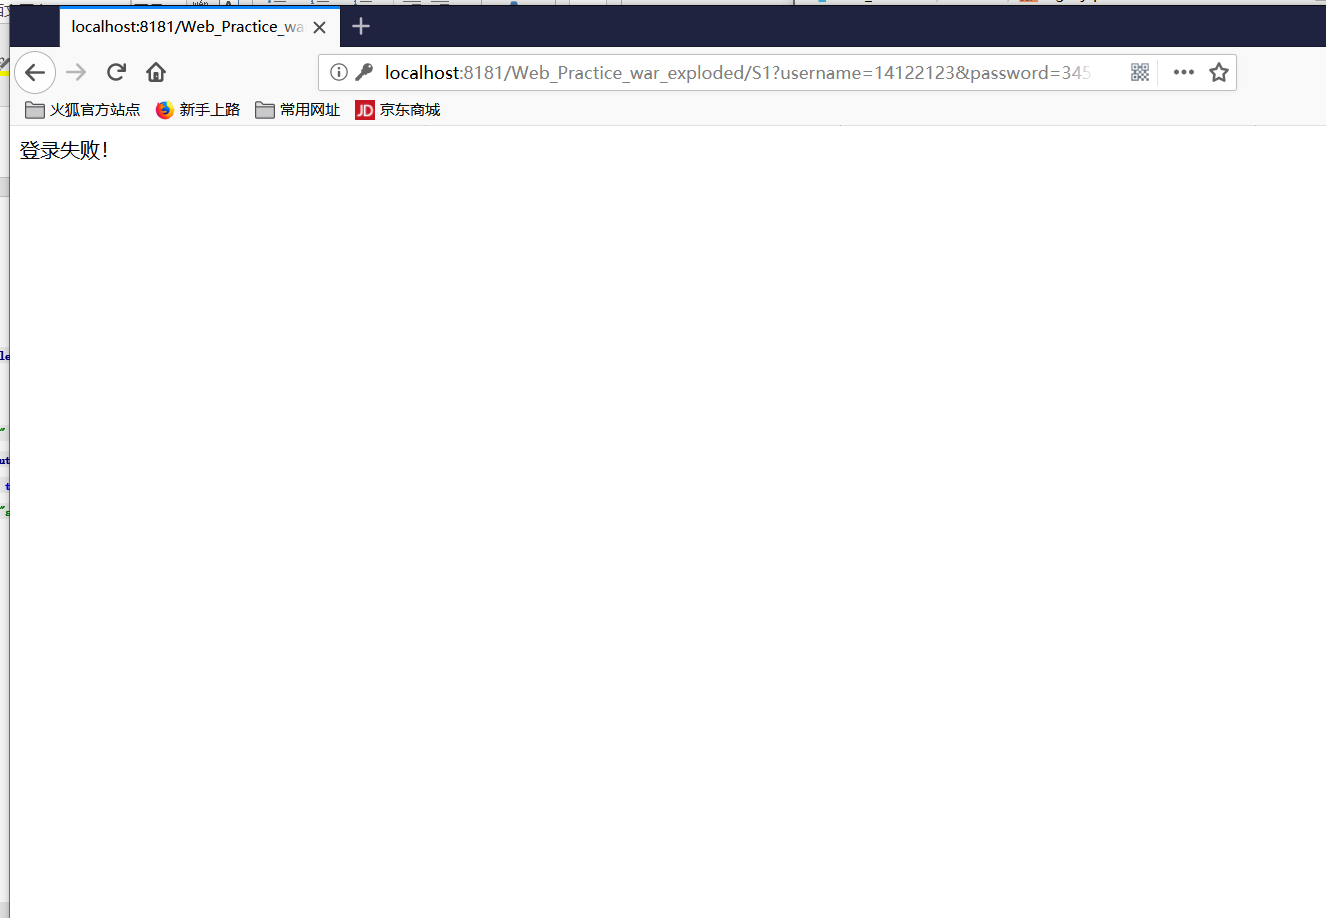 localhost:8181/Web_Practice_wa
localhost:8181/Web_Practice_war_exploded/S1?username=14122123&password=345
火狐官方站点 新手上路 常用网址 JD 京东商城
登录失败！